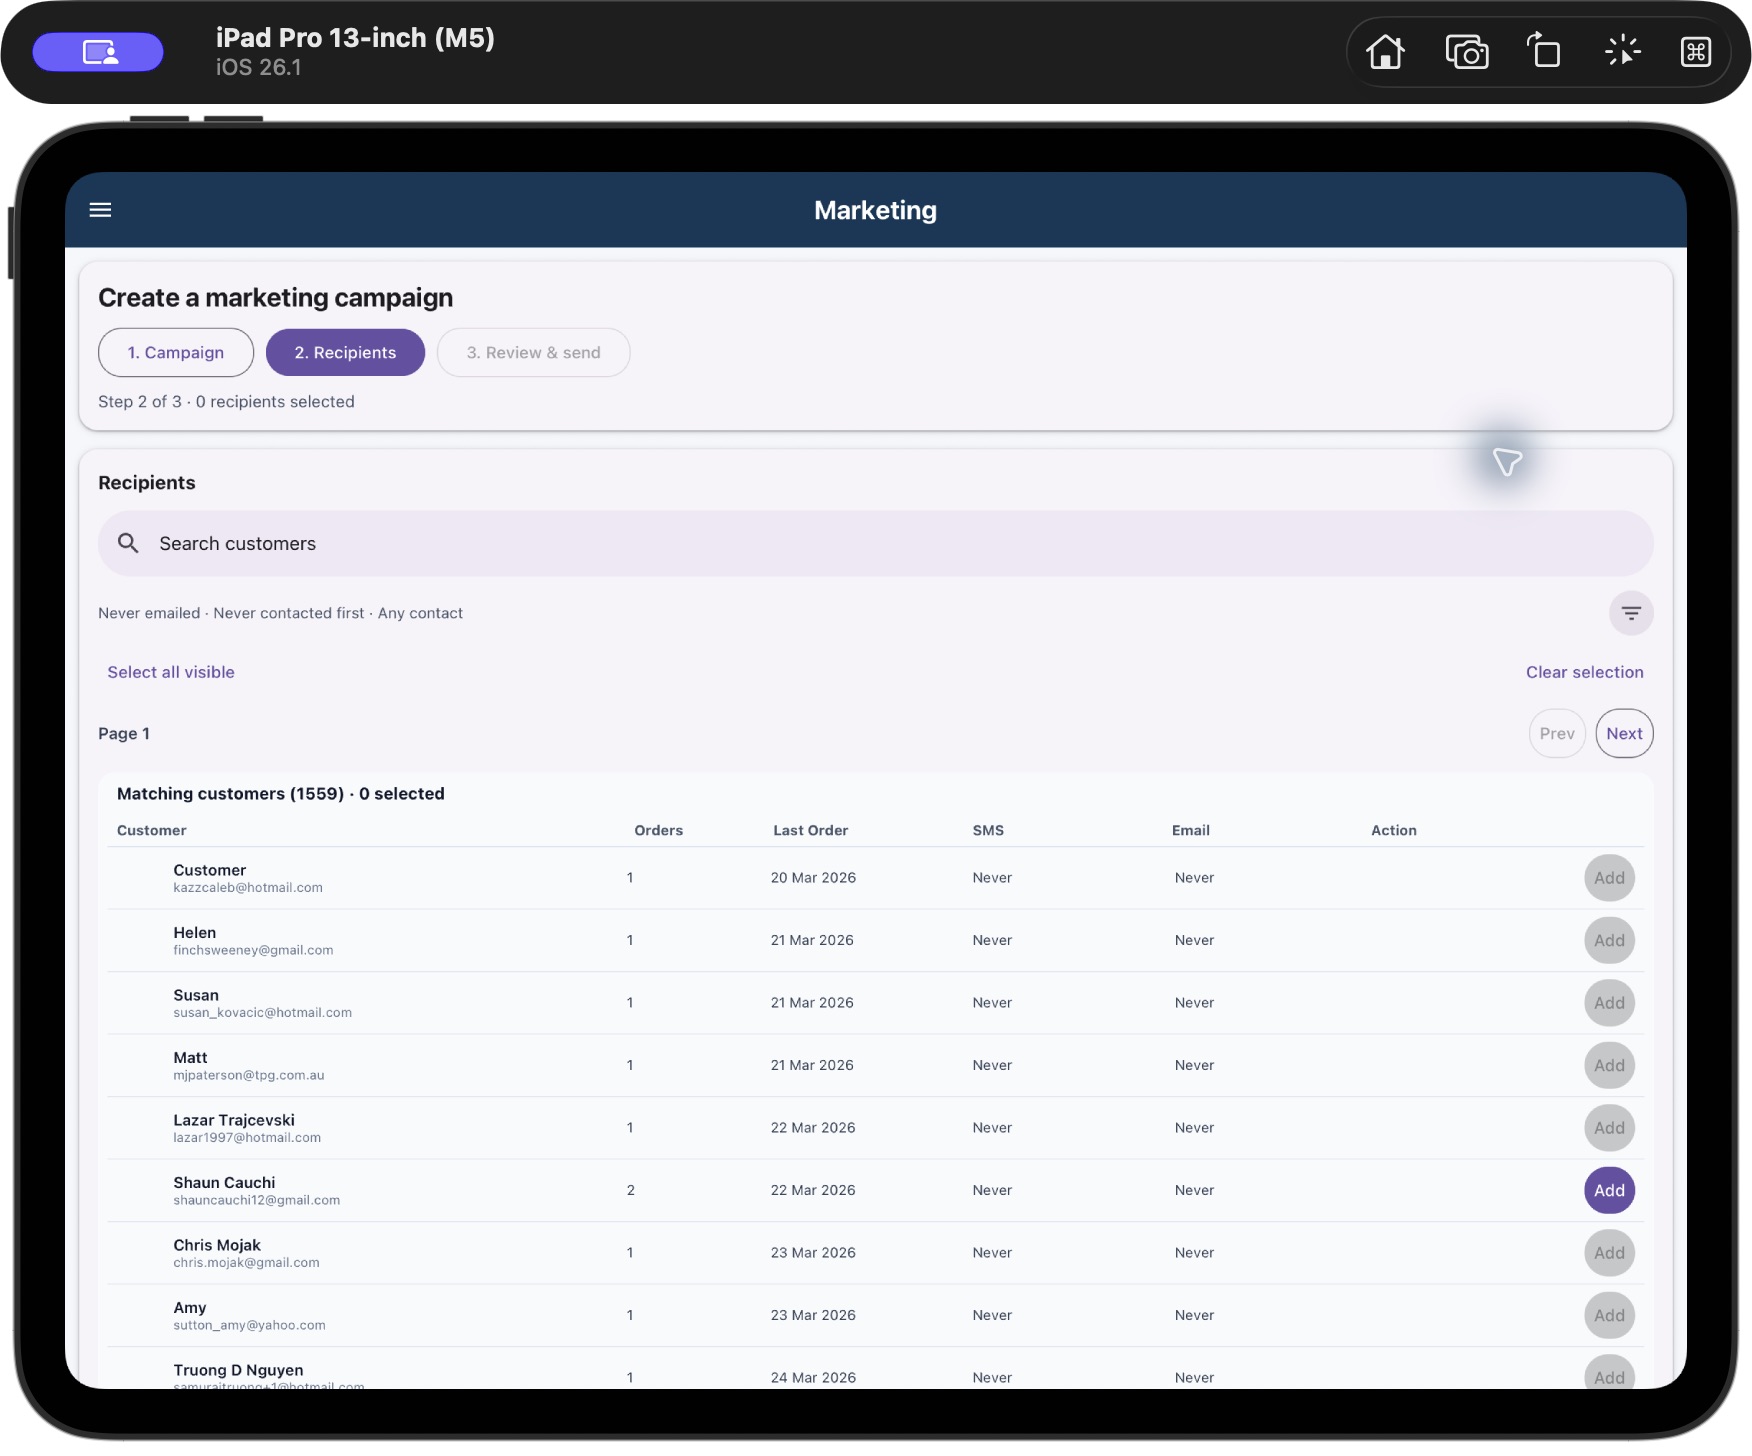 iPad Pro 13-inch (M5)
iOS 26.1
Marketing
Create a marketing campaign
1. Campaign
2. Recipients
3. Review & send
Step 2 of 3 · 0 recipients selected
Recipients
Search customers
Never emailed · Never contacted first · Any contact
Select all visible
Clear selection
Page 1
Prev
Next
Matching customers (1559) · 0 selected
Customer Orders Last Order SMS Email Action
Customer
kazzcaleb@hotmail.com
1 20 Mar 2026 Never Never Add
Helen
finchsweeney@gmail.com
1 21 Mar 2026 Never Never Add
Susan
susan_kovacic@hotmail.com
1 21 Mar 2026 Never Never Add
Matt
mjpaterson@tpg.com.au
1 21 Mar 2026 Never Never Add
Lazar Trajcevski
lazar1997@hotmail.com
1 22 Mar 2026 Never Never Add
Shaun Cauchi
shauncauchi12@gmail.com
2 22 Mar 2026 Never Never Add
Chris Mojak
chris.mojak@gmail.com
1 23 Mar 2026 Never Never Add
Amy
sutton_amy@yahoo.com
1 23 Mar 2026 Never Never Add
Truong D Nguyen
samuraitruong+1@hotmail.com
1 24 Mar 2026 Never Never Add